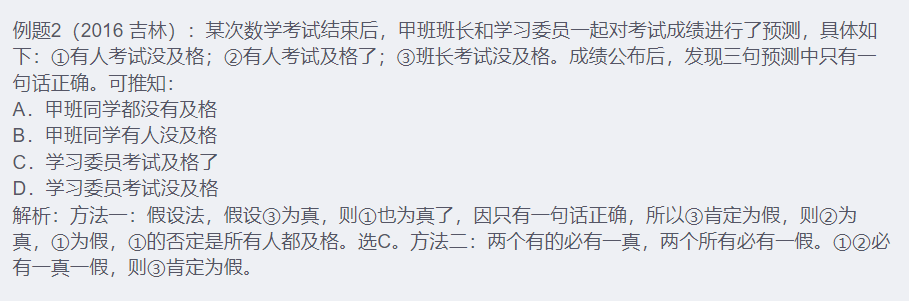 例题2（2016 吉林）：某次数学考试结束后，甲班班长和学习委员一起对考试成绩进行了预测，具体如
下：①有人考试没及格；②有人考试及格了；③班长考试没及格。成绩公布后，发现三句预测中只有一
句话正确。可推知：
A．甲班同学都没有及格
B．甲班同学有人没及格
C．学习委员考试及格了
D．学习委员考试没及格
解析：方法一：假设法，假设③为真，则①也为真了，因只有一句话正确，所以③肯定为假，则②为
真，①为假，①的否定是所有人都及格。选C。方法二：两个有的必有一真，两个所有必有一假。①②必
有一真一假，则③肯定为假。